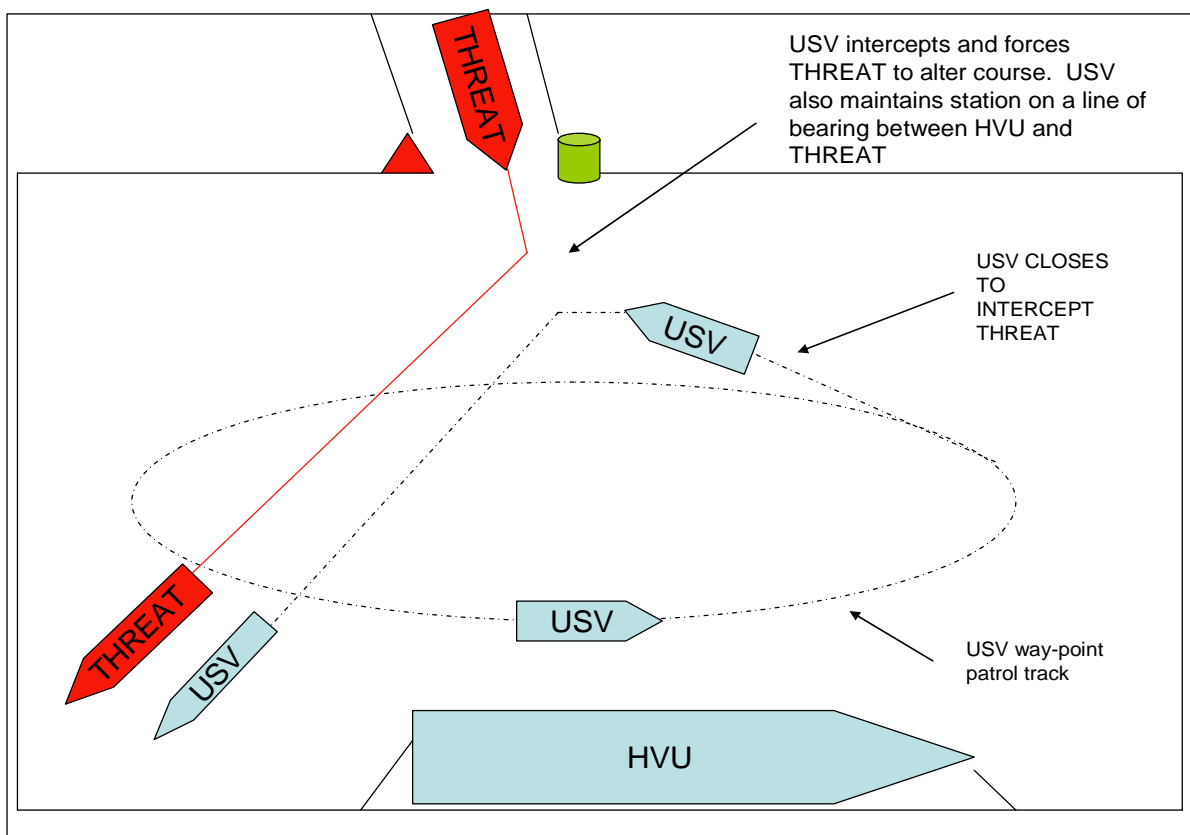 THREAT
USV intercepts and forces
THREAT to alter course.  USV
also maintains station on a line of
bearing between HVU and
THREAT
USV CLOSES
TO
INTERCEPT
THREAT
USV
THREAT
USV
USV
USV way-point
patrol track
HVU